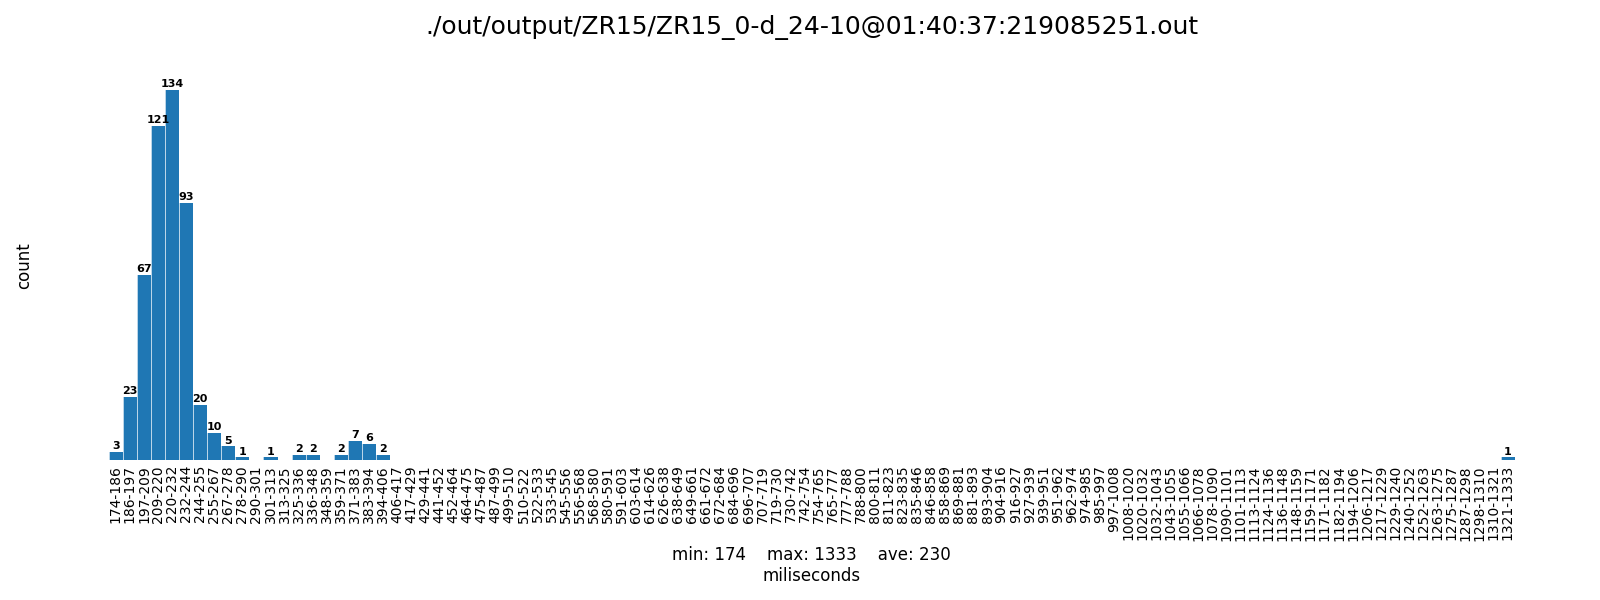 ./out/output/ZR15/ZR15_0-d_24-10@01:40:37:219085251.out
count
3 23 67 121 134 93 20 10 5 1 1 2 2 2 7 6 2 1
174-186 186-197 197-209 209-220 220-232 232-244 244-255 255-267 267-278 278-290 290-301 301-313 313-325 325-336 336-348 348-359 359-371 371-383 383-394 394-406 406-417 417-429 429-441 441-452 452-464 464-475 475-487 487-499 499-510 510-522 522-533 533-545 545-556 556-568 568-580 580-591 591-603 603-614 614-626 626-638 638-649 649-661 661-672 672-684 684-696 696-707 707-719 719-730 730-742 742-754 754-765 765-777 777-788 788-800 800-811 811-823 823-835 835-846 846-858 858-869 869-881 881-893 893-904 904-916 916-927 927-939 939-951 951-962 962-974 974-985 985-997 997-1008 1008-1020 1020-1032 1032-1043 1043-1055 1055-1066 1066-1078 1078-1090 1090-1101 1101-1113 1113-1124 1124-1136 1136-1148 1148-1159 1159-1171 1171-1182 1182-1194 1194-1206 1206-1217 1217-1229 1229-1240 1240-1252 1252-1263 1263-1275 1275-1287 1287-1298 1298-1310 1310-1321 1321-1333
min: 174 max: 1333 ave: 230
miliseconds